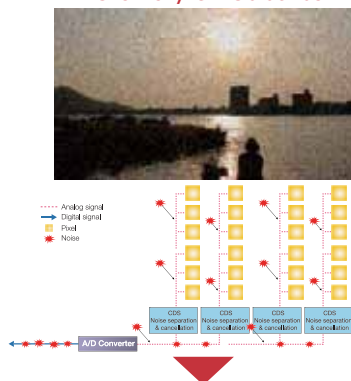 Analog signal
Digital signal
Pixel
Noise
CDS
Noise separation
& cancellation
CDS
Noise separation
& cancellation
CDS
Noise separation
& cancellation
CDS
Noise separation
& cancellation
A/D Converter